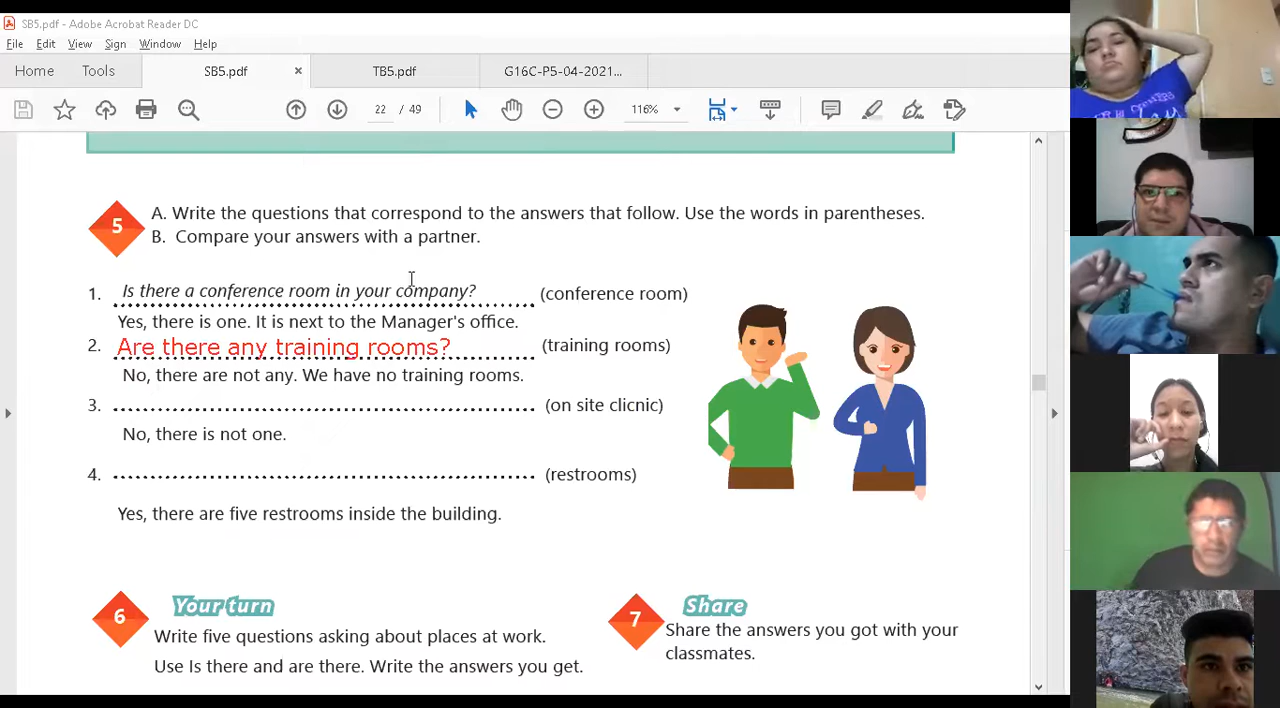 SB5.pdf - Adobe Acrobat Reader DC
File Edit View Sign Window Help
Home Tools SB5.pdf × TB5.pdf G16C-P5-04-2021...
22 / 49 116%
5 A. Write the questions that correspond to the answers that follow. Use the words in parentheses.
B. Compare your answers with a partner.
1. Is there a conference room in your company? (conference room)
Yes, there is one. It is next to the Manager's office.
2. Are there any training rooms? (training rooms)
No, there are not any. We have no training rooms.
3. (on site clicnic)
No, there is not one.
4. (restrooms)
Yes, there are five restrooms inside the building.
6 Your turn
Write five questions asking about places at work.
Use Is there and are there. Write the answers you get.
7 Share
Share the answers you got with your
classmates.